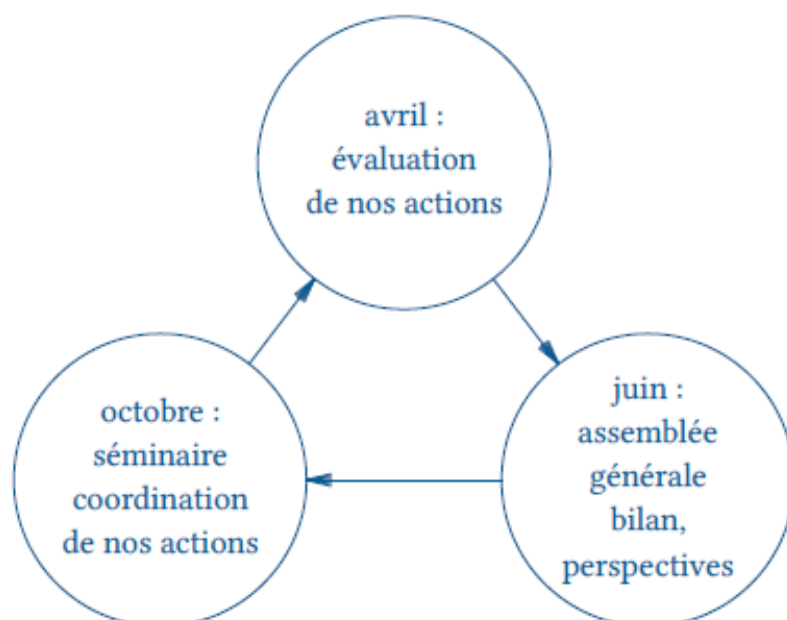 avril :
évaluation
de nos actions
juin :
assemblée
générale
bilan,
perspectives
octobre :
séminaire
coordination
de nos actions